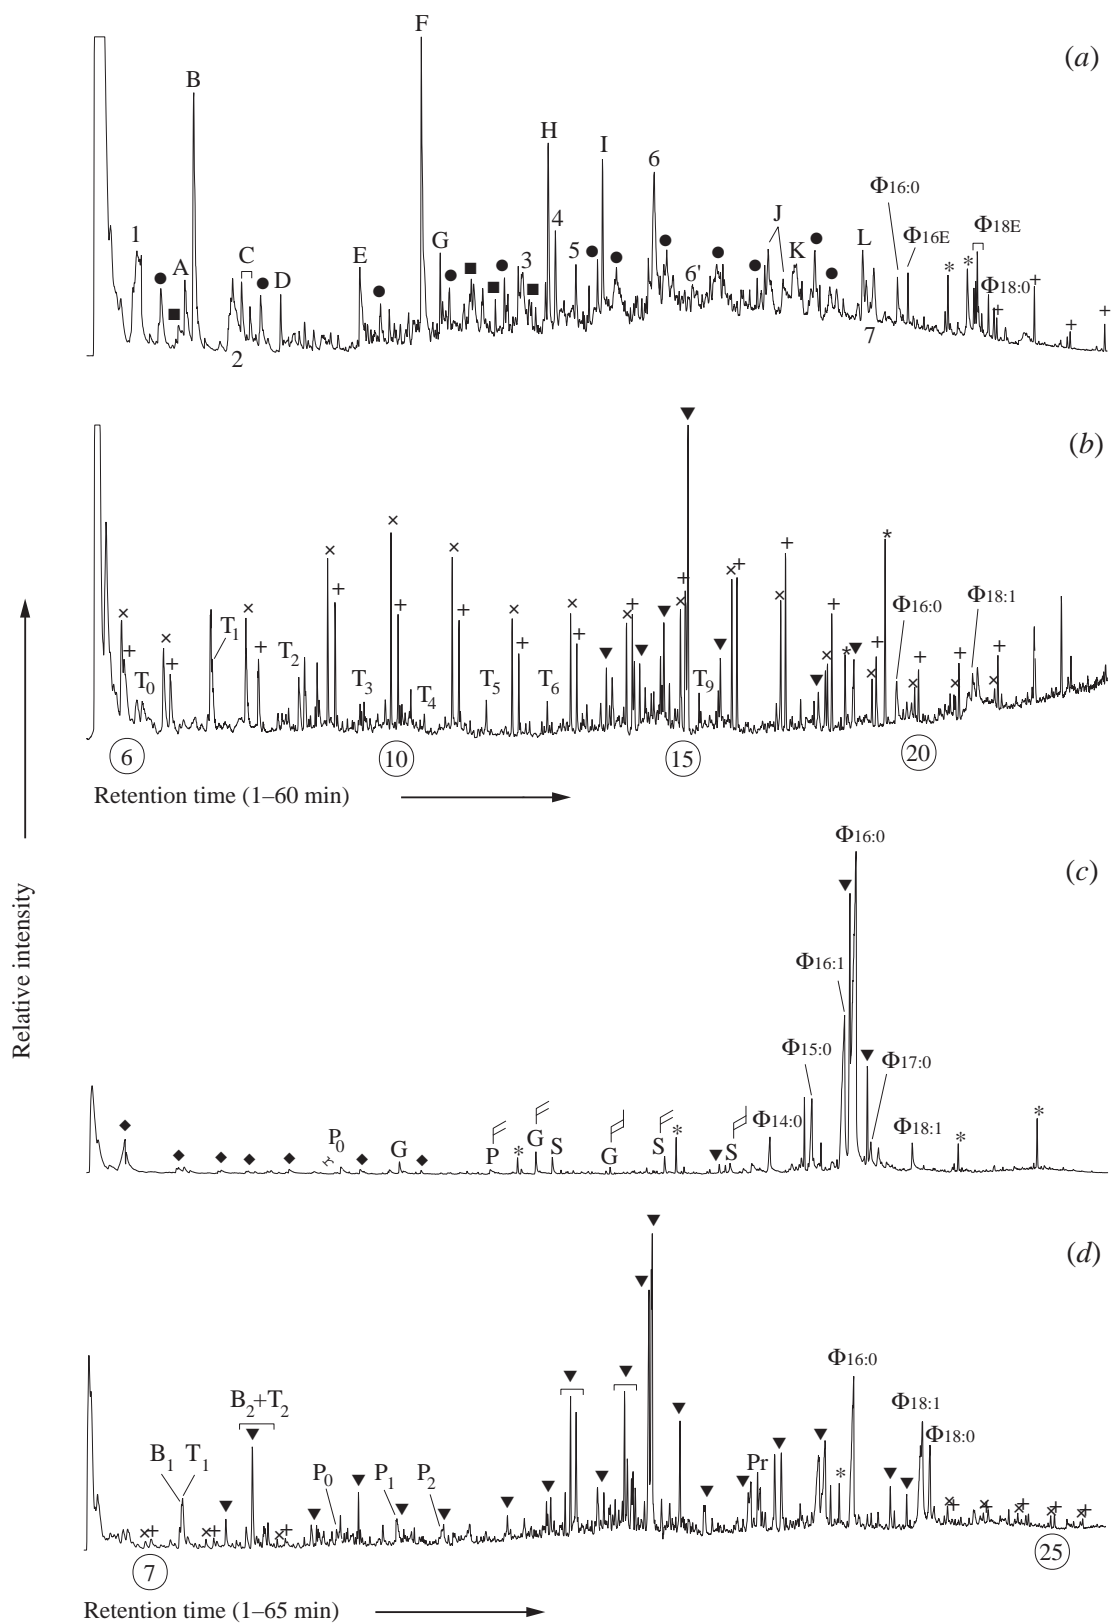 (a)
F
B
H
I
6
1
A
C
D
E
G
3
4
5
6'
J
K
L
Φ16:0
Φ16E
Φ18E
Φ18:0
* *
+ + + +
2
7
(b)
× × × × × × × × × × × × × × ×
+ + + + + + + + + + + + + + +
* *
T0
T1
T2
T3
T4
T5
T6
T9
Φ16:0
Φ18:1
6
10
15
20
Retention time (1–60 min)
Relative intensity
(c)
Φ16:0
Φ16:1
Φ15:0
Φ17:0
Φ14:0
Φ18:1
P0
G
P
*
G
S
G
S
*
S
*
*
(d)
Φ16:0
Φ18:1
Φ18:0
B2+T2
B1 T1
P0
P1
P2
Pr
*
×+ ×+ ×+
×+ ×+ ×+ ×+ ×+
7
25
Retention time (1–65 min)